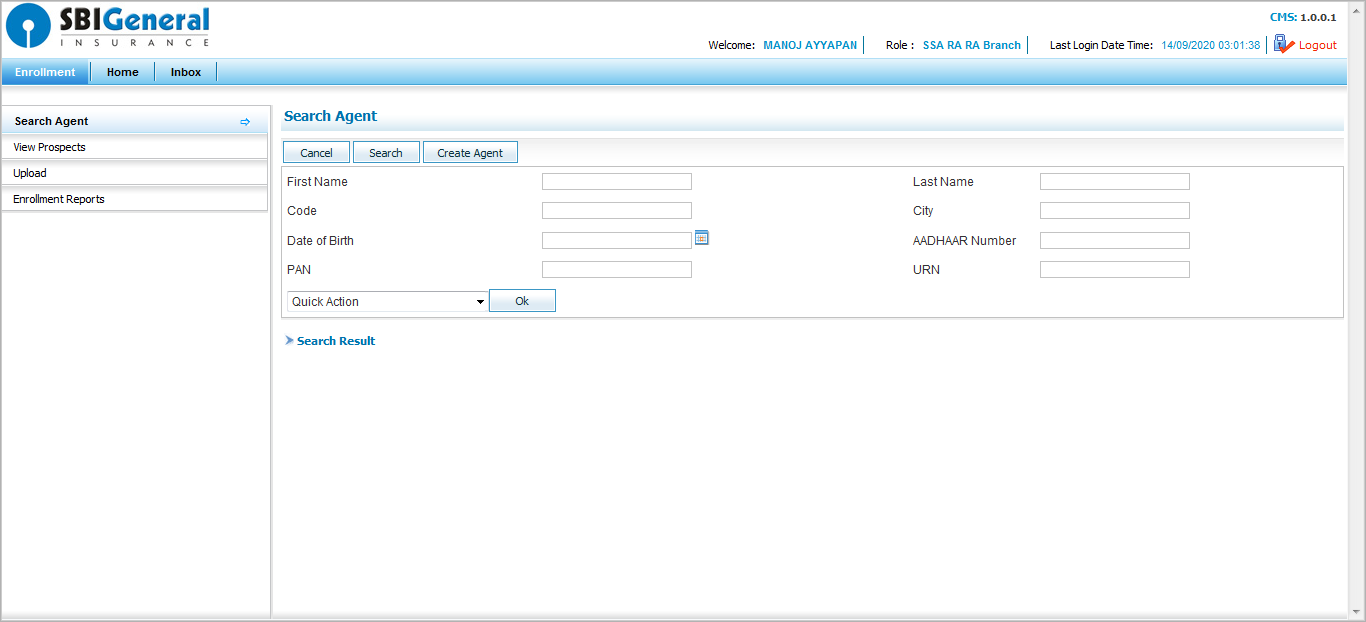 SBIGeneral
INSURANCE
CMS: 1.0.0.1
Welcome: MANOJ AYYAPAN Role : SSA RA RA Branch Last Login Date Time: 14/09/2020 03:01:38 Logout
Enrollment Home Inbox
Search Agent
View Prospects
Upload
Enrollment Reports
Search Agent
Cancel Search Create Agent
First Name Last Name
Code City
Date of Birth AADHAAR Number
PAN URN
Quick Action Ok
Search Result